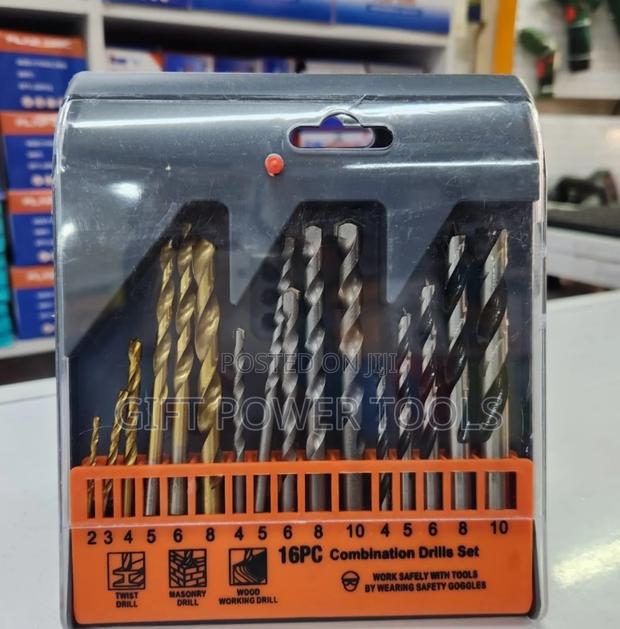 POSTED ON JIJI
GIFT POWER TOOLS
2 3 4 5 6 8 4 5 6 8 10 4 5 6 8 10
16PC Combination Drills Set
TWIST
DRILL
MASONRY
DRILL
WOOD
WORKING DRILL
WORK SAFELY WITH TOOLS
BY WEARING SAFETY GOGGLES